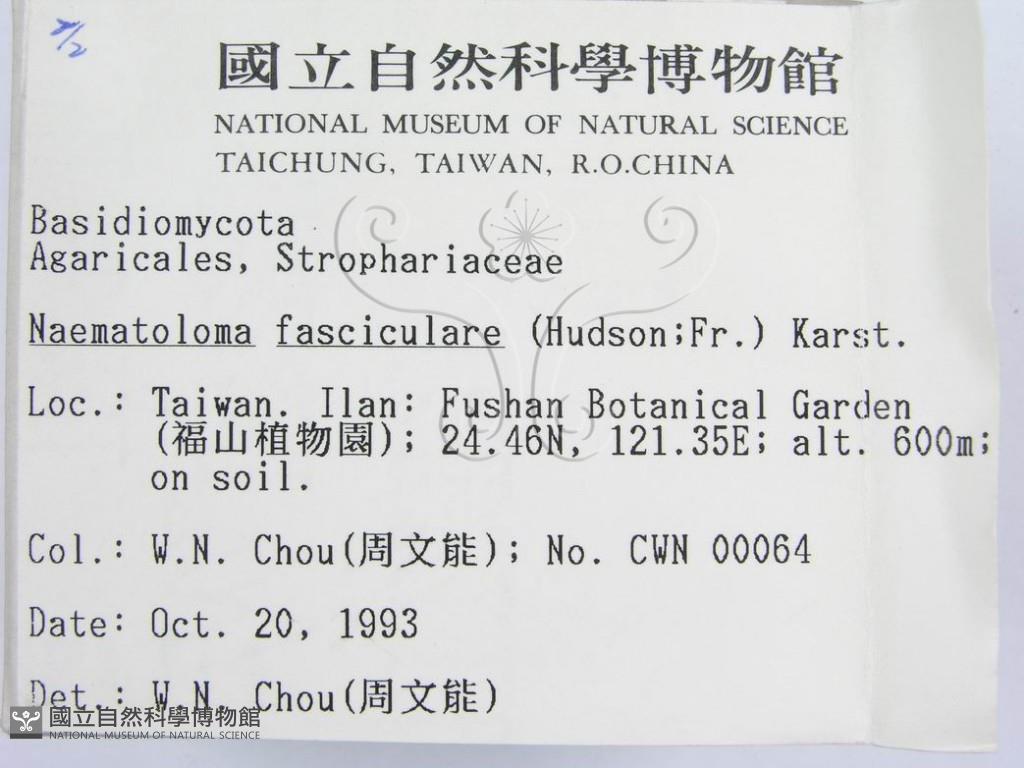 2/2
國立自然科學博物館
NATIONAL MUSEUM OF NATURAL SCIENCE
TAICHUNG, TAIWAN, R.O.CHINA
Basidiomycota
Agaricales, Strophariaceae
Naematoloma fasciculare (Hudson;Fr.) Karst.
Loc.: Taiwan. Ilan: Fushan Botanical Garden
(福山植物園); 24.46N, 121.35E; alt. 600m;
on soil.
Col.: W.N. Chou(周文能); No. CWN 00064
Date: Oct. 20, 1993
Det.: W.N. Chou(周文能)
國立自然科學博物館
NATIONAL MUSEUM OF NATURAL SCIENCE